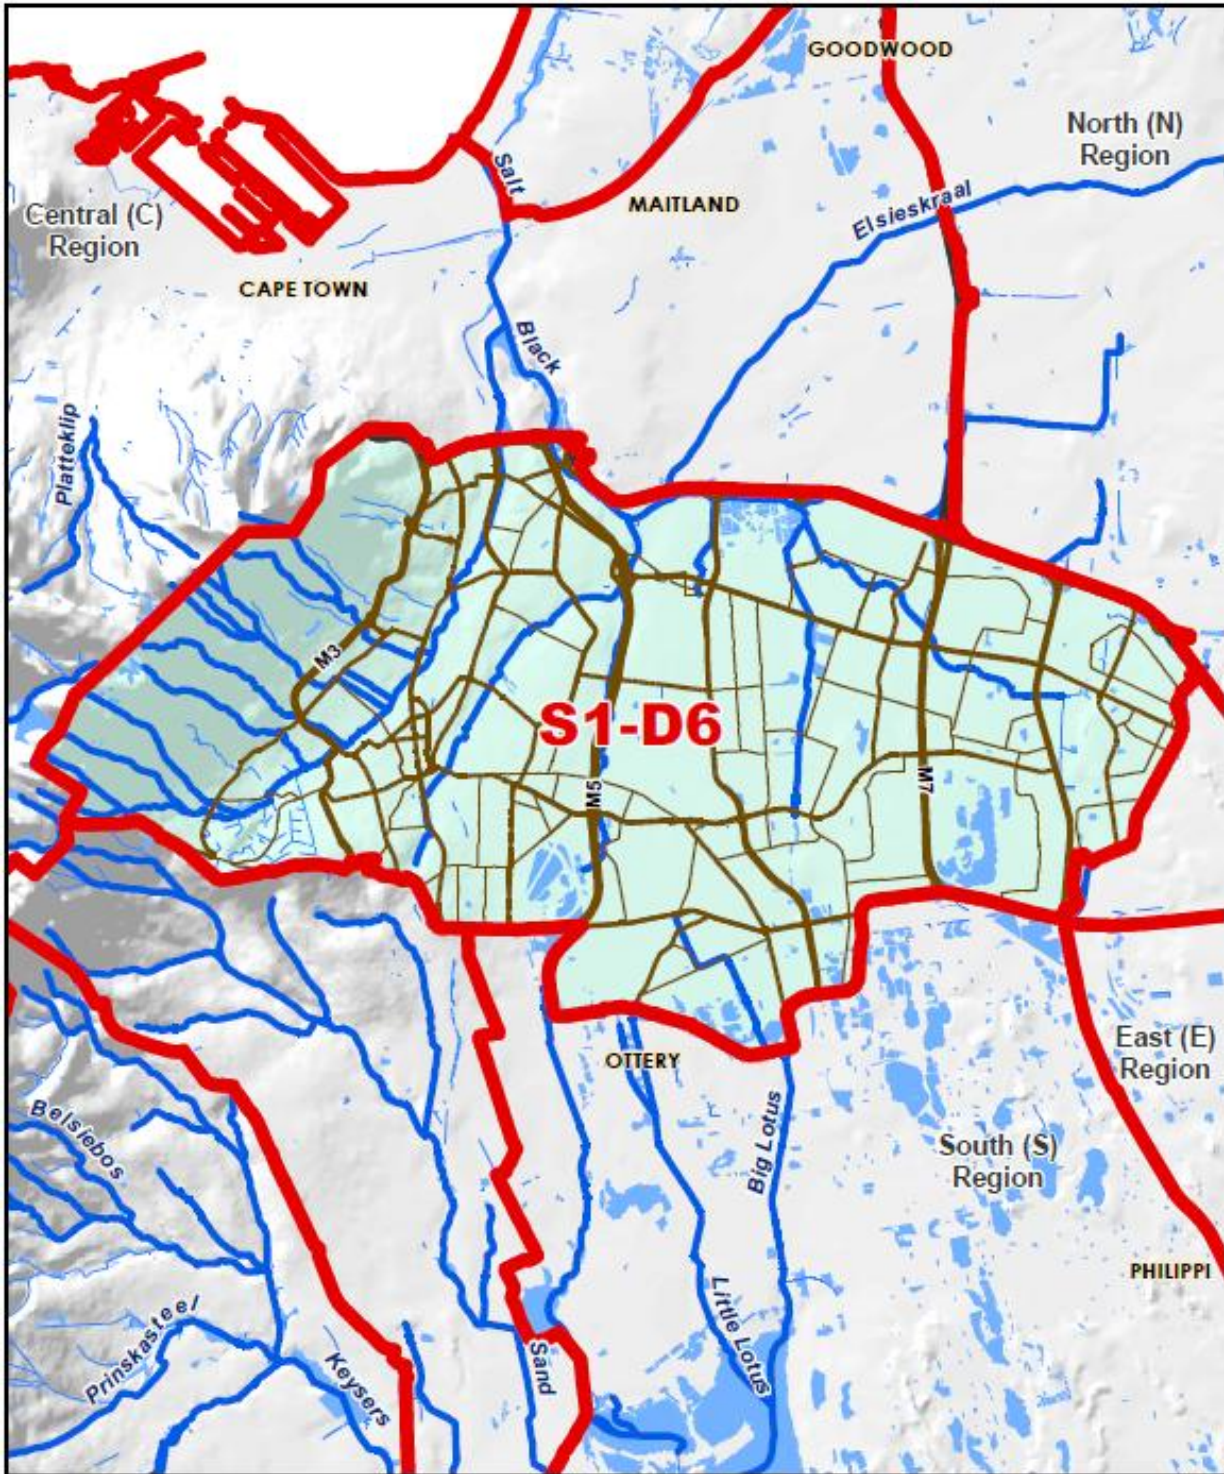 GOODWOOD
North (N)
Region
Salt
MAITLAND
Elsieskraal
Central (C)
Region
CAPE TOWN
Black
Platteklip
M3
S1-D6
M5
M7
OTTERY
East (E)
Region
Belsiebos
Big Lotus
South (S)
Region
PHILIPPI
Prinskasteel
Keysers
Sand
Little Lotus